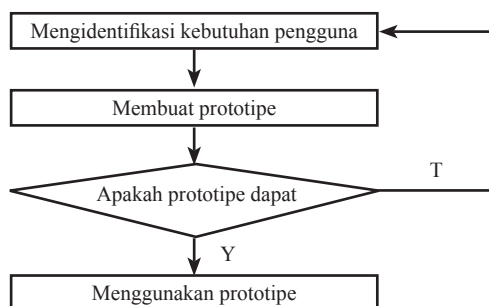 Mengidentifikasi kebutuhan pengguna
Membuat prototipe
Apakah prototipe dapat
T
Y
Menggunakan prototipe